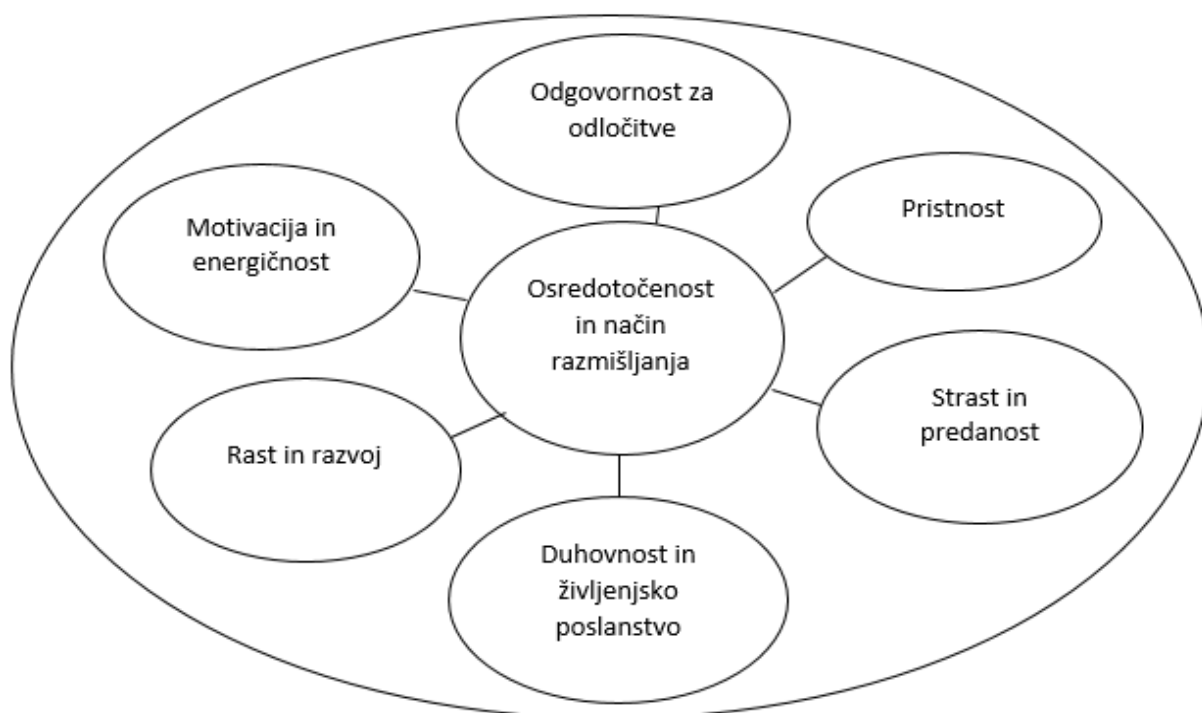 Odgovornost za
odločitve
Motivacija in
energičnost
Pristnost
Osredotočenost
in način
razmišljanja
Strast in
predanost
Rast in razvoj
Duhovnost in
življenjsko
poslanstvo